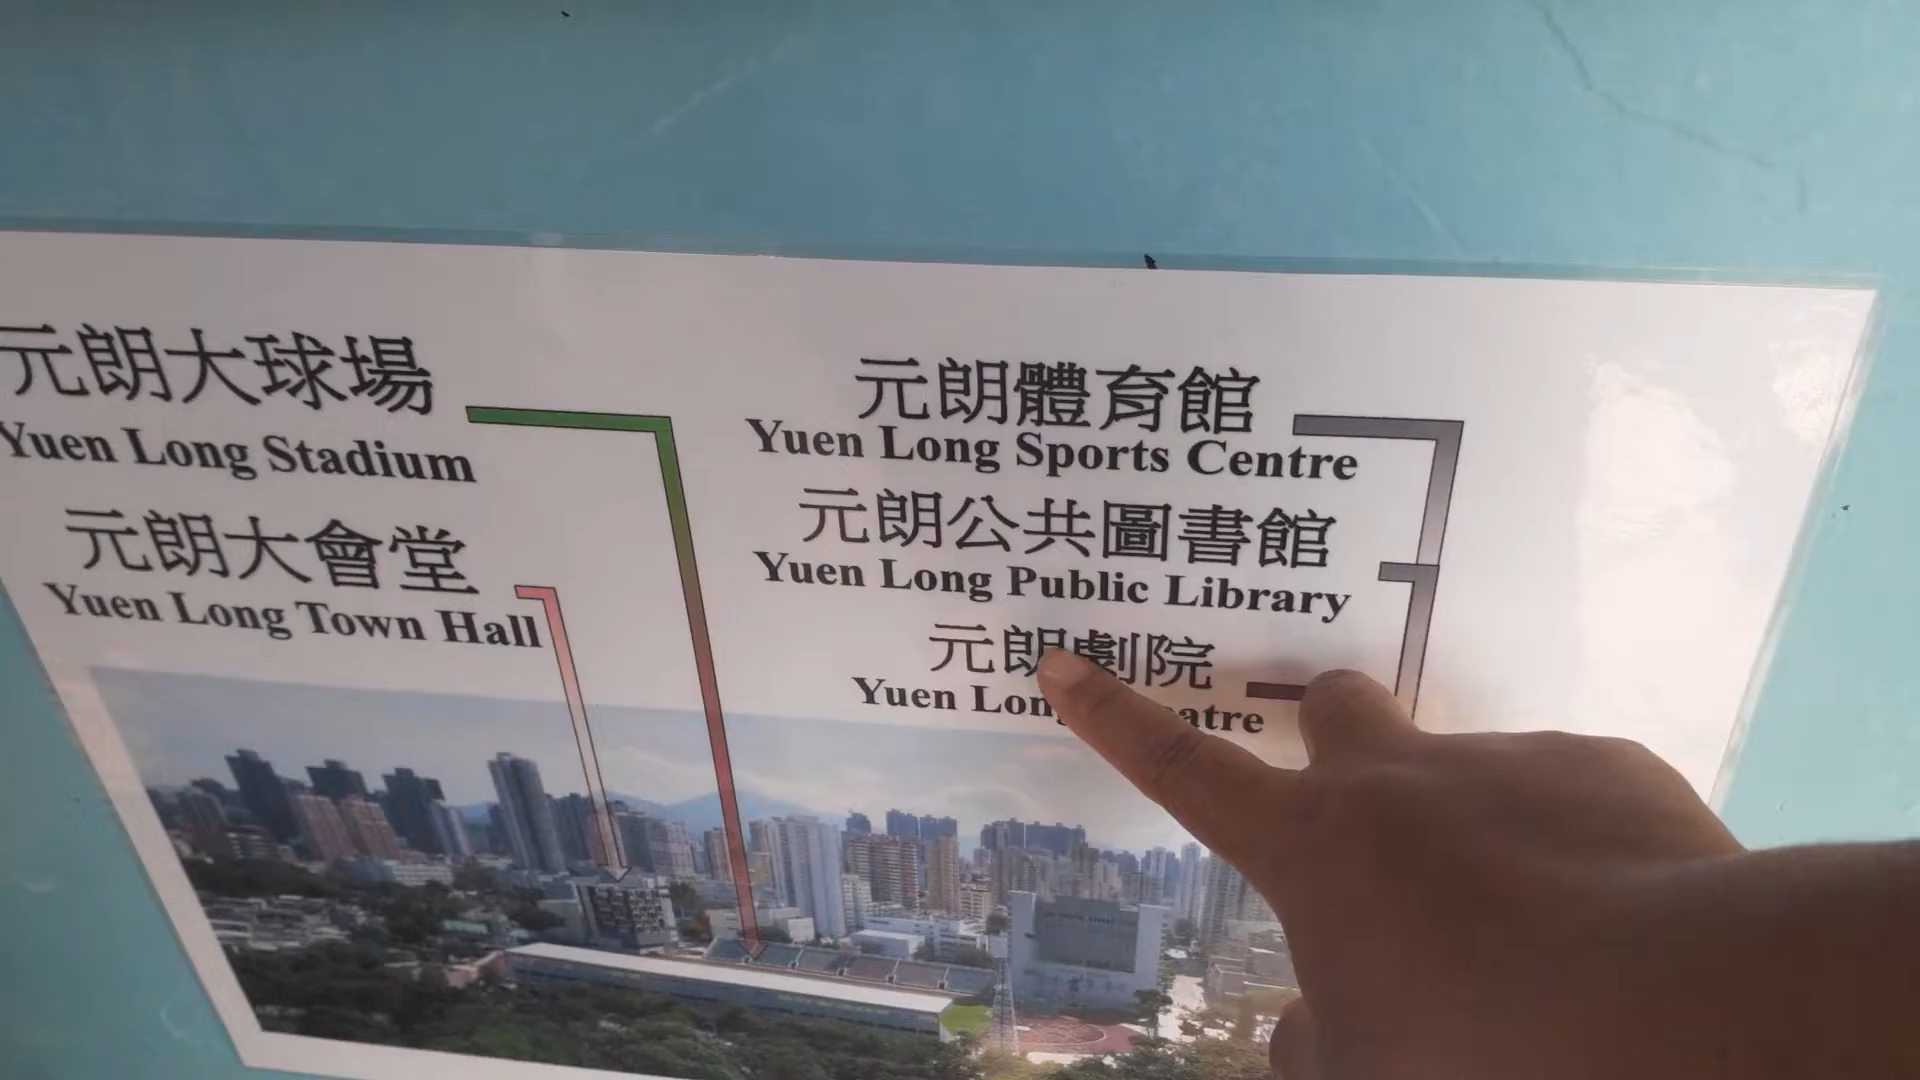 元朗大球場
Yuen Long Stadium
元朗大會堂
Yuen Long Town Hall
元朗體育館
Yuen Long Sports Centre
元朗公共圖書館
Yuen Long Public Library
元朗劇院
Yuen Long